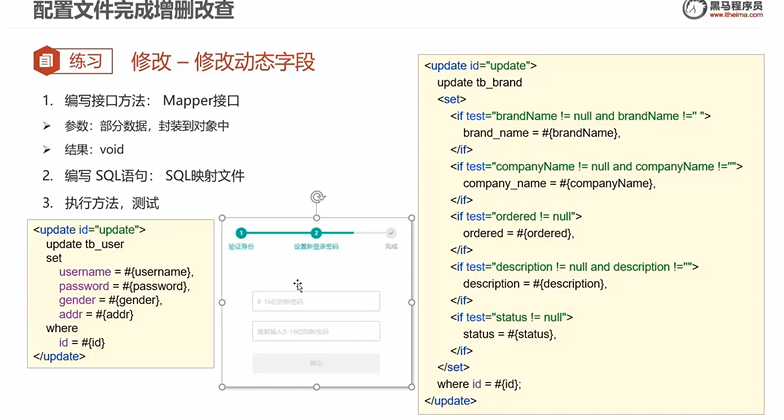 配置文件完成增删改查
黑马程序员
www.itheima.com
练习
修改 – 修改动态字段
1. 编写接口方法： Mapper接口
参数：部分数据，封装到对象中
结果：void
2. 编写 SQL语句： SQL映射文件
3. 执行方法，测试
<update id="update">
update tb_user
set
username = #{username},
password = #{password},
gender = #{gender},
addr = #{addr}
where
id = #{id}
</update>
1
2
验证身份
设置新登录密码
完成
8-16位的新密码
重新输入8-16位的新密码
确定
<update id="update">
update tb_brand
<set>
<if test="brandName != null and brandName !=' ' ">
brand_name = #{brandName},
</if>
<if test="companyName != null and companyName !=''">
company_name = #{companyName},
</if>
<if test="ordered != null">
ordered = #{ordered},
</if>
<if test="description != null and description !=''">
description = #{description},
</if>
<if test="status != null">
status = #{status},
</if>
</set>
where id = #{id};
</update>